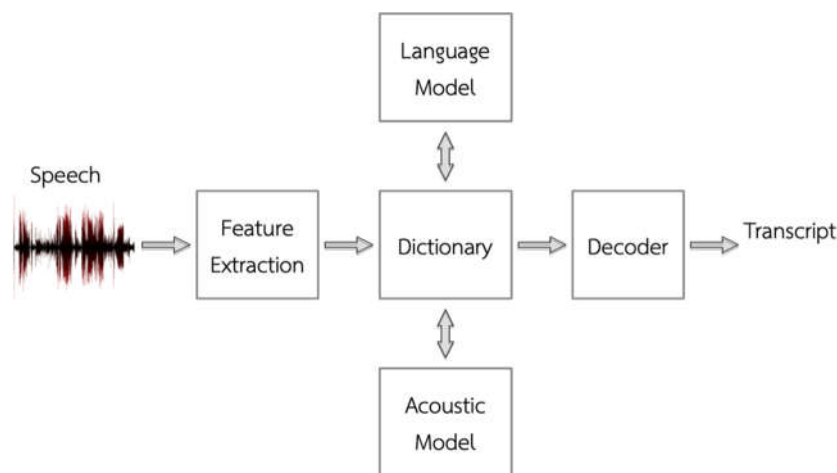 Language
Model
Speech
Feature
Extraction
Dictionary
Decoder
Transcript
Acoustic
Model